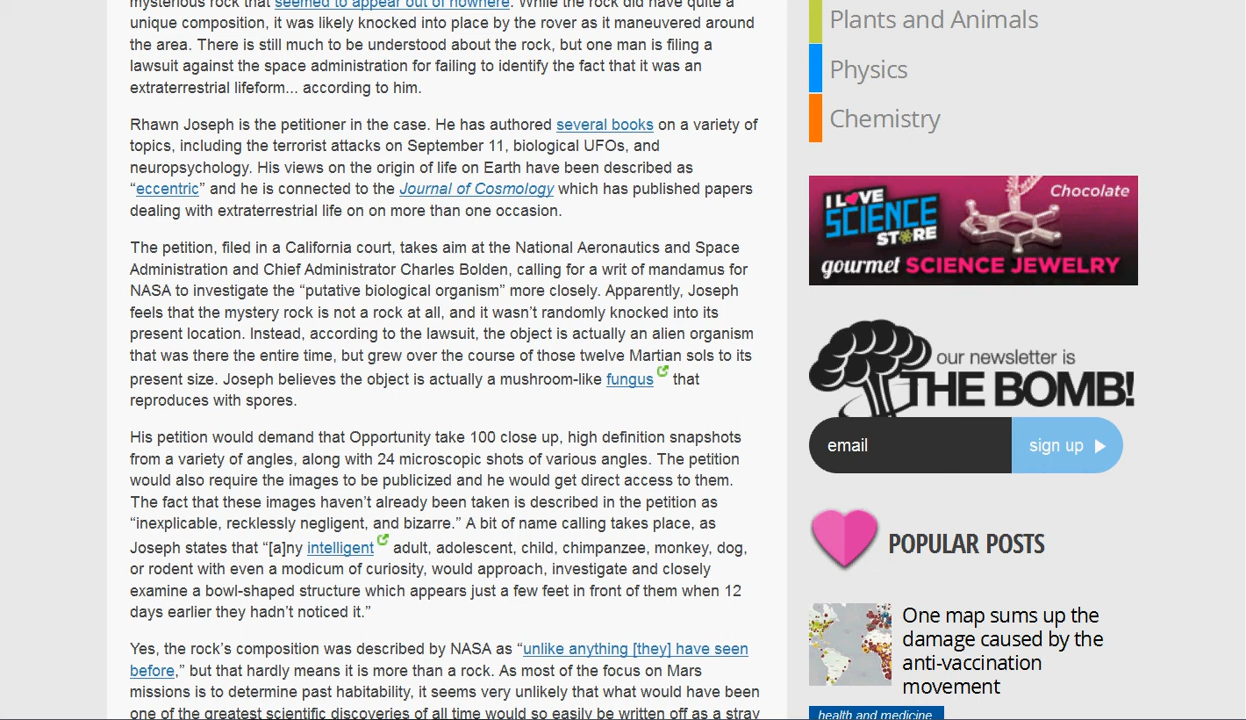 mysterious rock that seemed to appear out of nowhere. While the rock did have quite a
unique composition, it was likely knocked into place by the rover as it maneuvered around
the area. There is still much to be understood about the rock, but one man is filing a
lawsuit against the space administration for failing to identify the fact that it was an
extraterrestrial lifeform... according to him.
Rhawn Joseph is the petitioner in the case. He has authored several books on a variety of
topics, including the terrorist attacks on September 11, biological UFOs, and
neuropsychology. His views on the origin of life on Earth have been described as
“eccentric” and he is connected to the Journal of Cosmology which has published papers
dealing with extraterrestrial life on on more than one occasion.
The petition, filed in a California court, takes aim at the National Aeronautics and Space
Administration and Chief Administrator Charles Bolden, calling for a writ of mandamus for
NASA to investigate the “putative biological organism” more closely. Apparently, Joseph
feels that the mystery rock is not a rock at all, and it wasn’t randomly knocked into its
present location. Instead, according to the lawsuit, the object is actually an alien organism
that was there the entire time, but grew over the course of those twelve Martian sols to its
present size. Joseph believes the object is actually a mushroom-like fungus that
reproduces with spores.
His petition would demand that Opportunity take 100 close up, high definition snapshots
from a variety of angles, along with 24 microscopic shots of various angles. The petition
would also require the images to be publicized and he would get direct access to them.
The fact that these images haven’t already been taken is described in the petition as
“inexplicable, recklessly negligent, and bizarre.” A bit of name calling takes place, as
Joseph states that “[a]ny intelligent adult, adolescent, child, chimpanzee, monkey, dog,
or rodent with even a modicum of curiosity, would approach, investigate and closely
examine a bowl-shaped structure which appears just a few feet in front of them when 12
days earlier they hadn’t noticed it.”
Yes, the rock’s composition was described by NASA as “unlike anything [they] have seen
before,” but that hardly means it is more than a rock. As most of the focus on Mars
missions is to determine past habitability, it seems very unlikely that what would have been
one of the greatest scientific discoveries of all time would so easily be written off as a stray
Plants and Animals
Physics
Chemistry
I LOVE
SCIENCE
STORE
Chocolate
gourmet SCIENCE JEWELRY
our newsletter is
THE BOMB!
email
sign up
POPULAR POSTS
One map sums up the
damage caused by the
anti-vaccination
movement
health and medicine